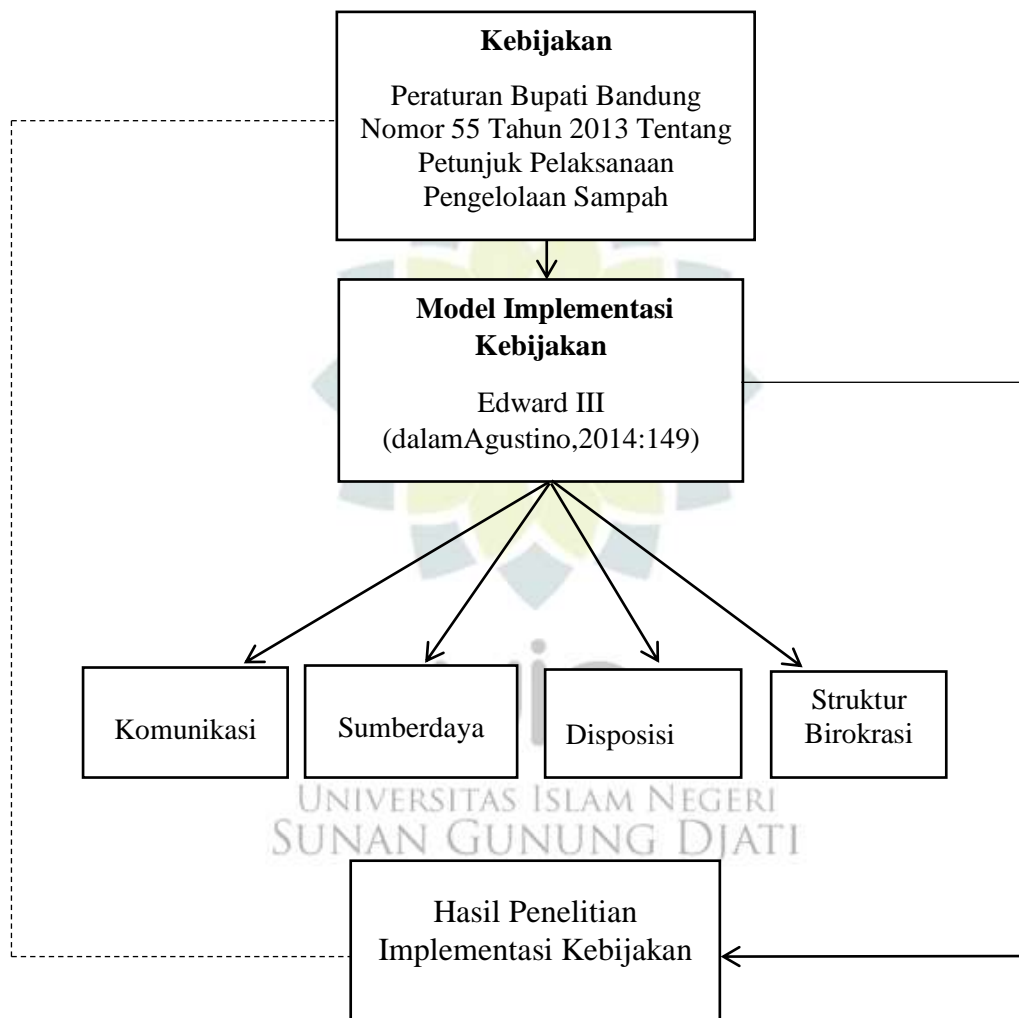 Kebijakan
Peraturan Bupati Bandung
Nomor 55 Tahun 2013 Tentang
Petunjuk Pelaksanaan
Pengelolaan Sampah
Model Implementasi
Kebijakan
Edward III
(dalamAgustino,2014:149)
Komunikasi
Sumberdaya
Disposisi
Struktur
Birokrasi
UNIVERSITAS ISLAM NEGERI
SUNAN GUNUNG DJATI
Hasil Penelitian
Implementasi Kebijakan